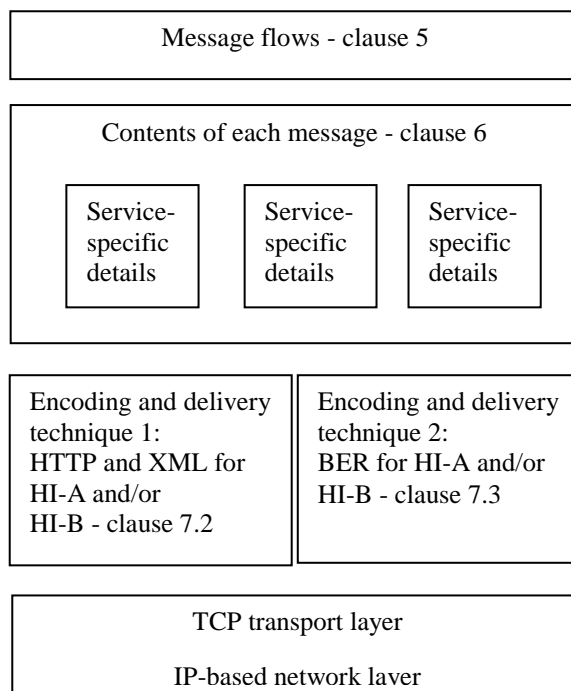 Message flows - clause 5
Contents of each message - clause 6
Service-
specific
details
Service-
specific
details
Service-
specific
details
Encoding and delivery
technique 1:
HTTP and XML for
HI-A and/or
HI-B - clause 7.2
Encoding and delivery
technique 2:
BER for HI-A and/or
HI-B - clause 7.3
TCP transport layer
IP-based network layer